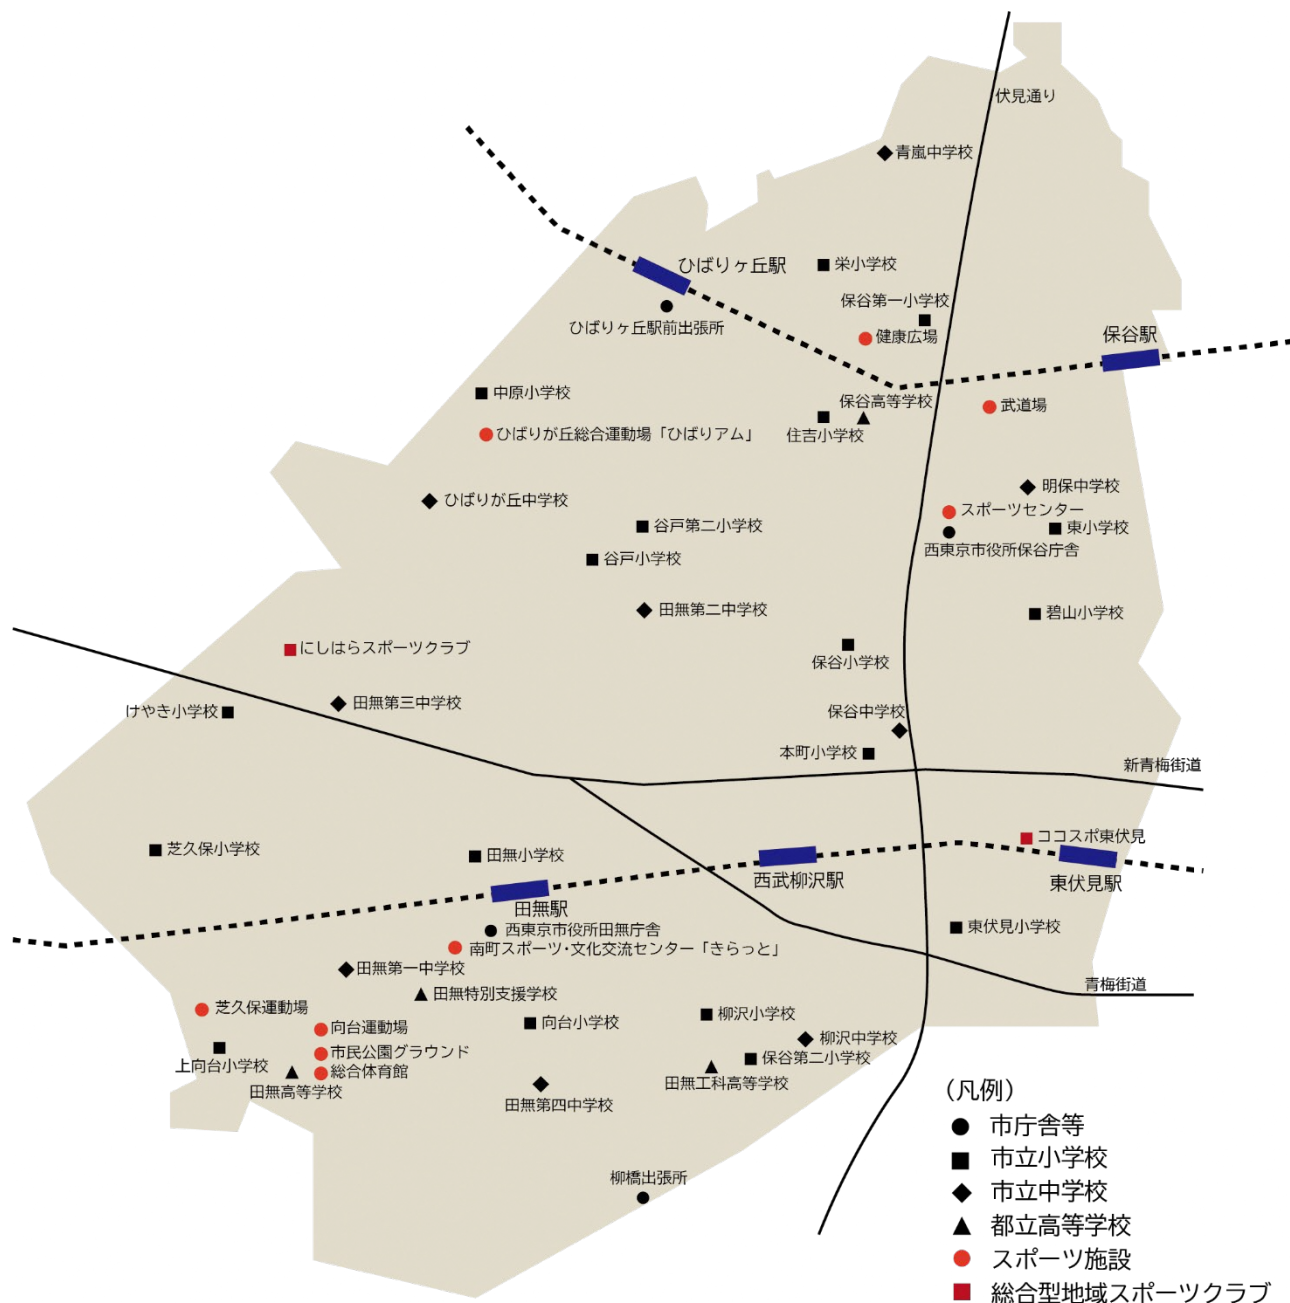 伏見通り
青嵐中学校
ひばりヶ丘駅
栄小学校
保谷第一小学校
ひばりヶ丘駅前出張所
健康広場
保谷駅
中原小学校
保谷高等学校
武道場
ひばりが丘総合運動場「ひばりアム」
住吉小学校
明保中学校
ひばりが丘中学校
スポーツセンター
谷戸第二小学校
東小学校
西東京市役所保谷庁舎
谷戸小学校
田無第二中学校
碧山小学校
にしはらスポーツクラブ
保谷小学校
田無第三中学校
けやき小学校
保谷中学校
本町小学校
新青梅街道
ココスポ東伏見
芝久保小学校
田無小学校
西武柳沢駅
東伏見駅
田無駅
西東京市役所田無庁舎
東伏見小学校
南町スポーツ・文化交流センター「きらっと」
田無第一中学校
青梅街道
田無特別支援学校
芝久保運動場
柳沢小学校
向台小学校
向台運動場
柳沢中学校
市民公園グラウンド
保谷第二小学校
上向台小学校
総合体育館
田無工科高等学校
田無高等学校
田無第四中学校
柳橋出張所
（凡例）
市庁舎等
市立小学校
市立中学校
都立高等学校
スポーツ施設
総合型地域スポーツクラブ